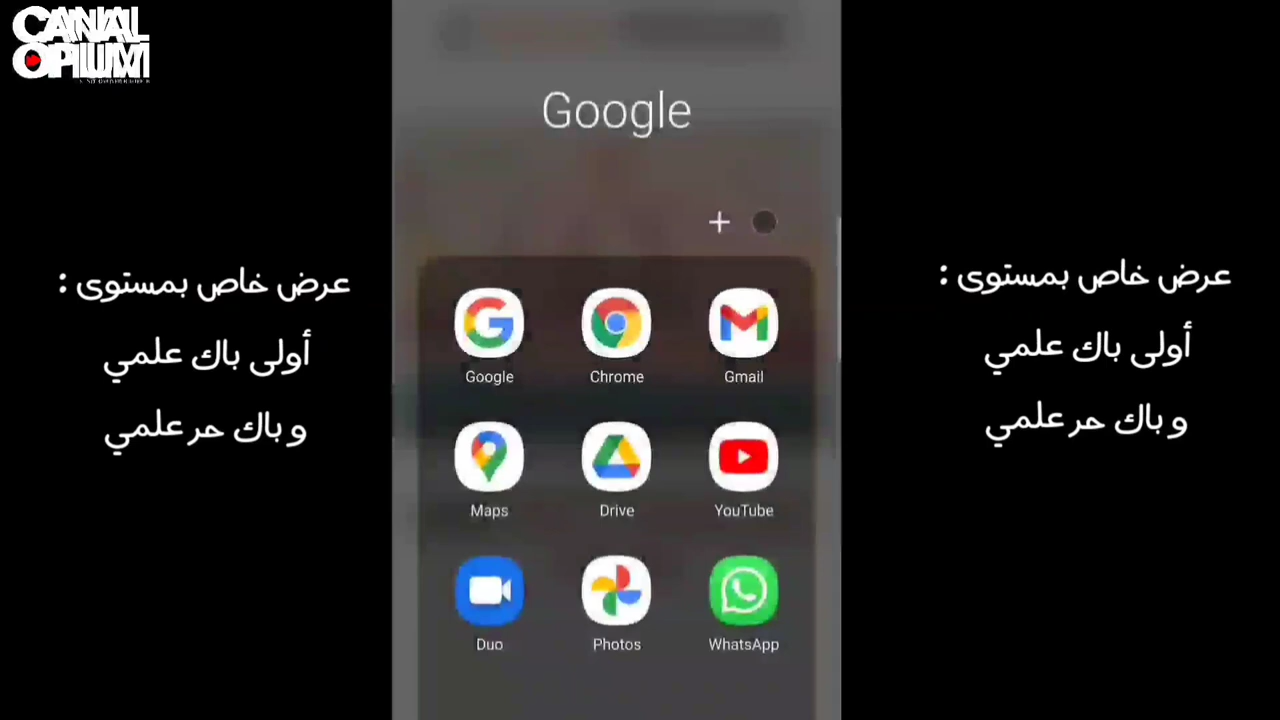 CANAL
OPIUM
Google
+
عرض خاص بمستوى :
أولى باك علمي
و باك حر علمي
Google Chrome Gmail
Maps Drive YouTube
Duo Photos WhatsApp
عرض خاص بمستوى :
أولى باك علمي
و باك حر علمي